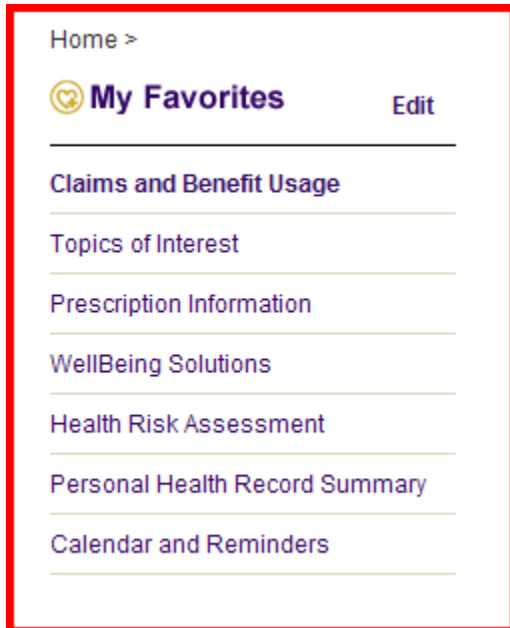 Home >
My Favorites Edit
Claims and Benefit Usage
Topics of Interest
Prescription Information
WellBeing Solutions
Health Risk Assessment
Personal Health Record Summary
Calendar and Reminders